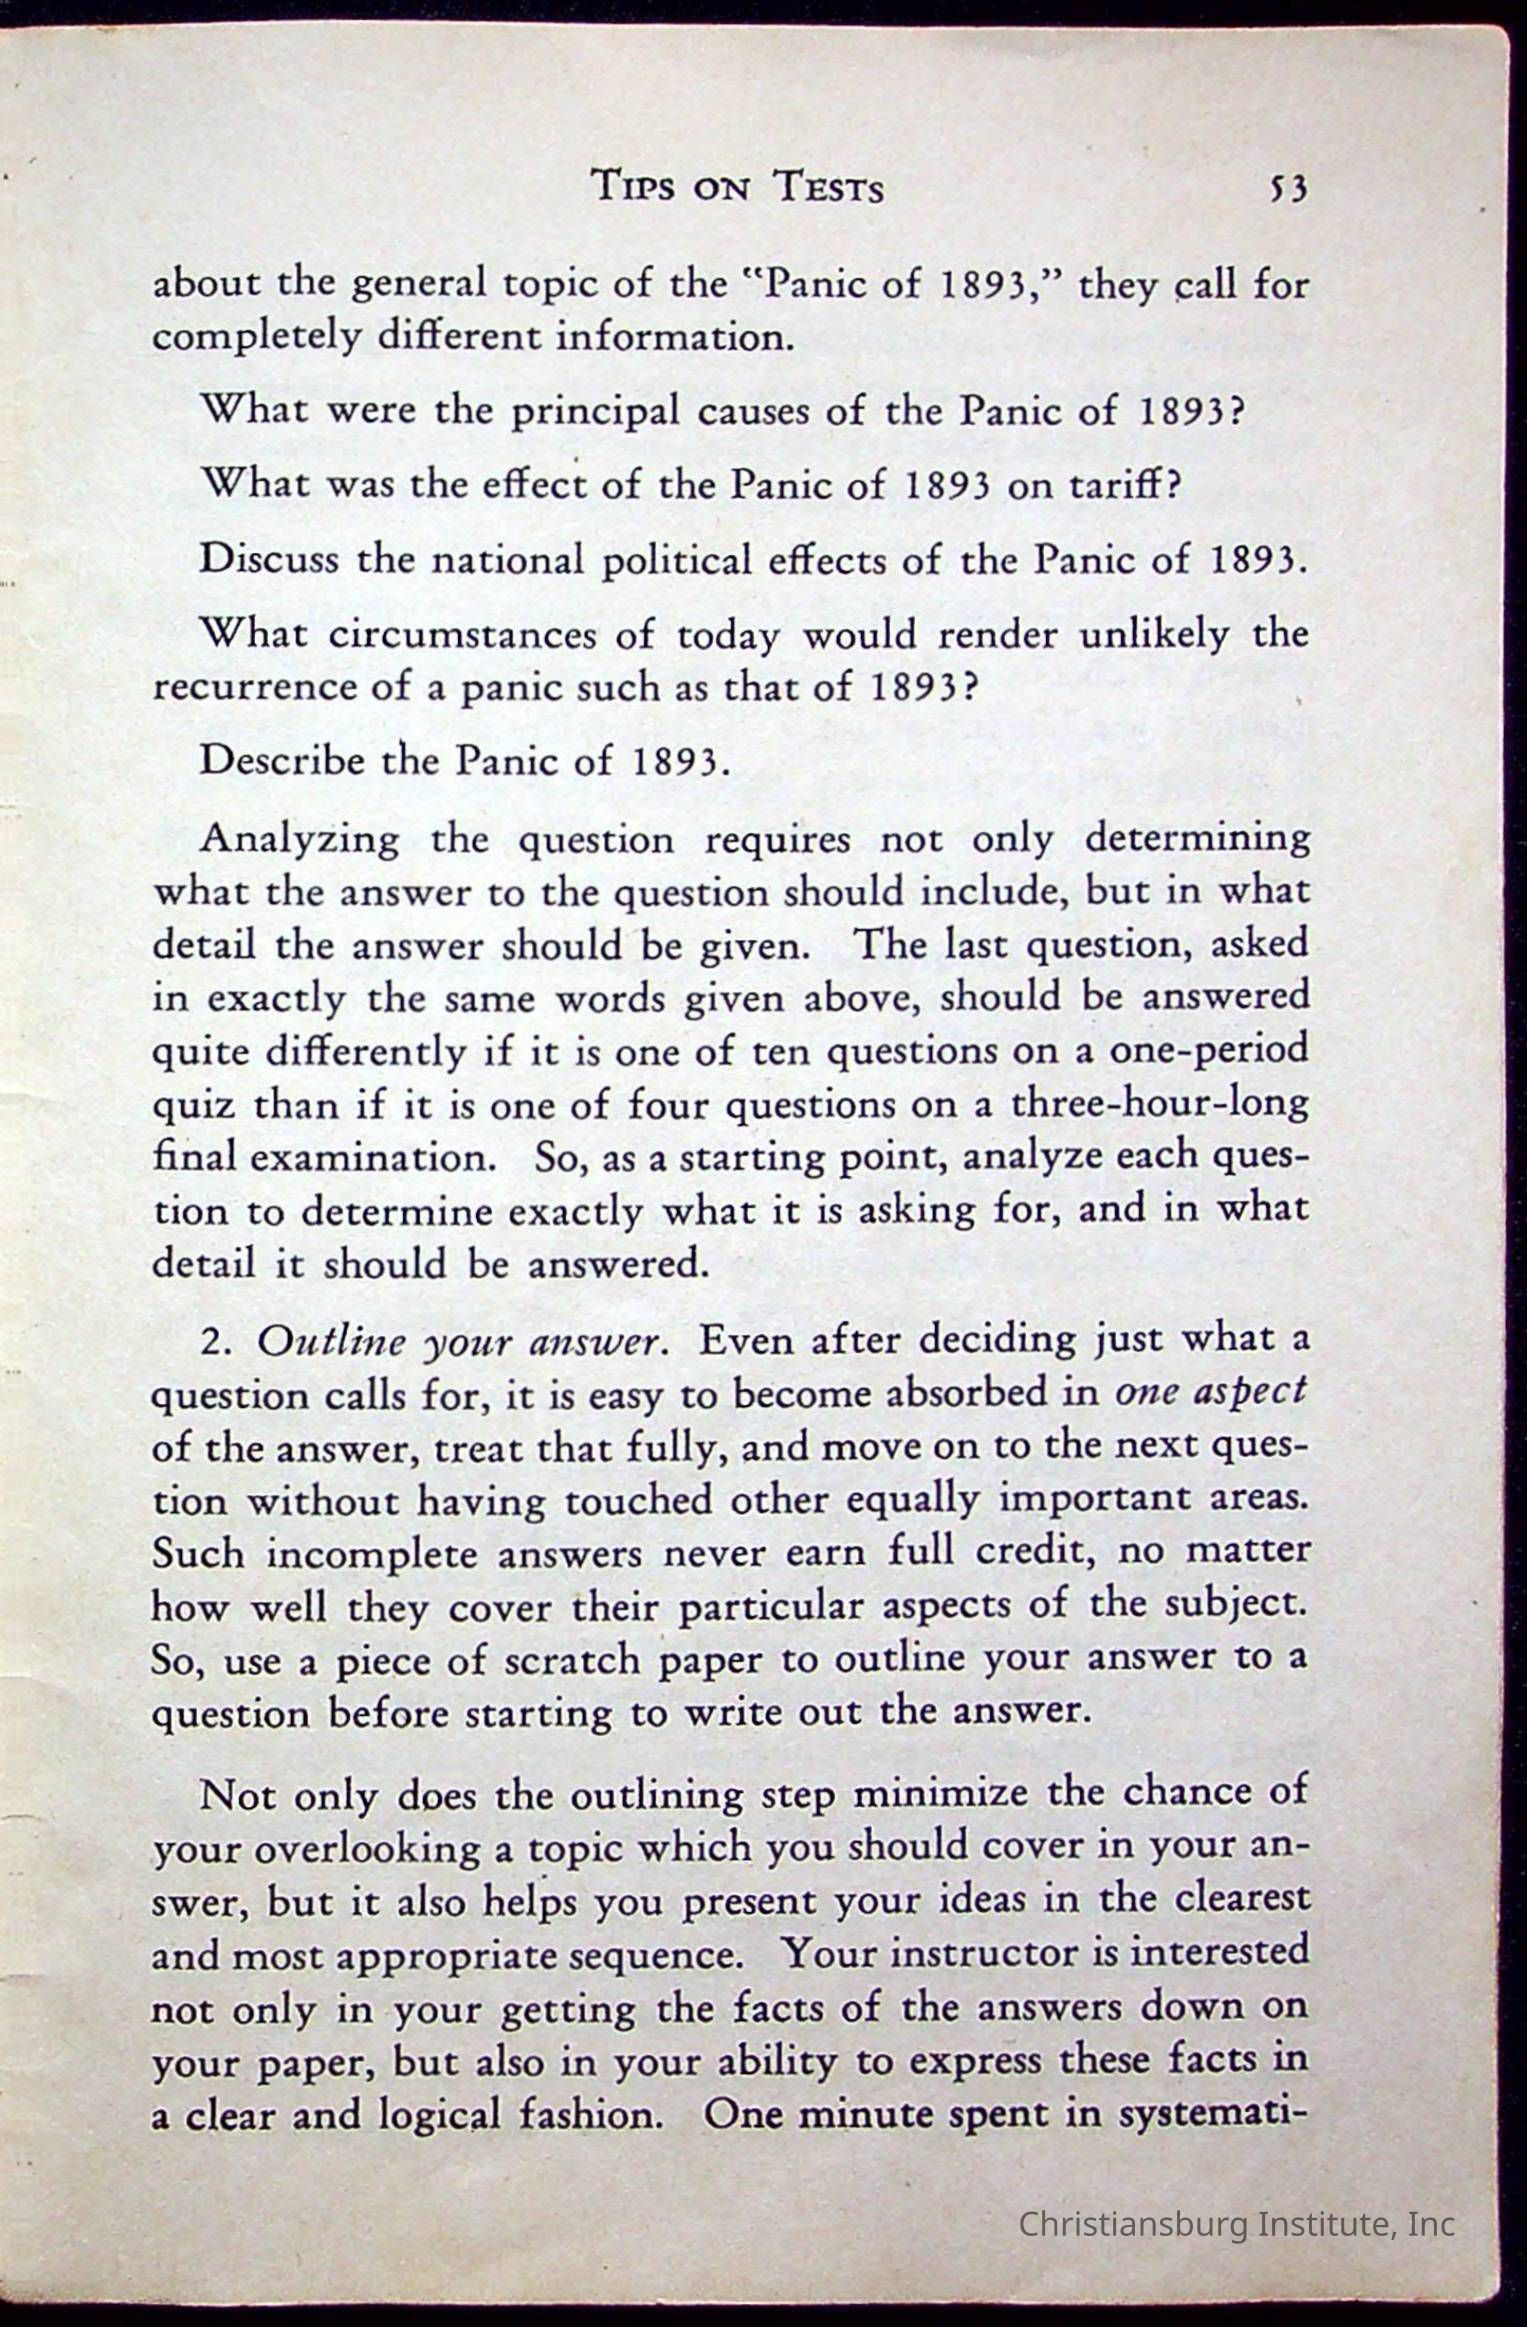 TIPS ON TESTS 53
about the general topic of the “Panic of 1893,” they call for
completely different information.
What were the principal causes of the Panic of 1893?
What was the effect of the Panic of 1893 on tariff?
Discuss the national political effects of the Panic of 1893.
What circumstances of today would render unlikely the
recurrence of a panic such as that of 1893?
Describe the Panic of 1893.
Analyzing the question requires not only determining
what the answer to the question should include, but in what
detail the answer should be given. The last question, asked
in exactly the same words given above, should be answered
quite differently if it is one of ten questions on a one-period
quiz than if it is one of four questions on a three-hour-long
final examination. So, as a starting point, analyze each ques-
tion to determine exactly what it is asking for, and in what
detail it should be answered.
2. Outline your answer. Even after deciding just what a
question calls for, it is easy to become absorbed in one aspect
of the answer, treat that fully, and move on to the next ques-
tion without having touched other equally important areas.
Such incomplete answers never earn full credit, no matter
how well they cover their particular aspects of the subject.
So, use a piece of scratch paper to outline your answer to a
question before starting to write out the answer.
Not only does the outlining step minimize the chance of
your overlooking a topic which you should cover in your an-
swer, but it also helps you present your ideas in the clearest
and most appropriate sequence. Your instructor is interested
not only in your getting the facts of the answers down on
your paper, but also in your ability to express these facts in
a clear and logical fashion. One minute spent in systemati-
Christiansburg Institute, Inc